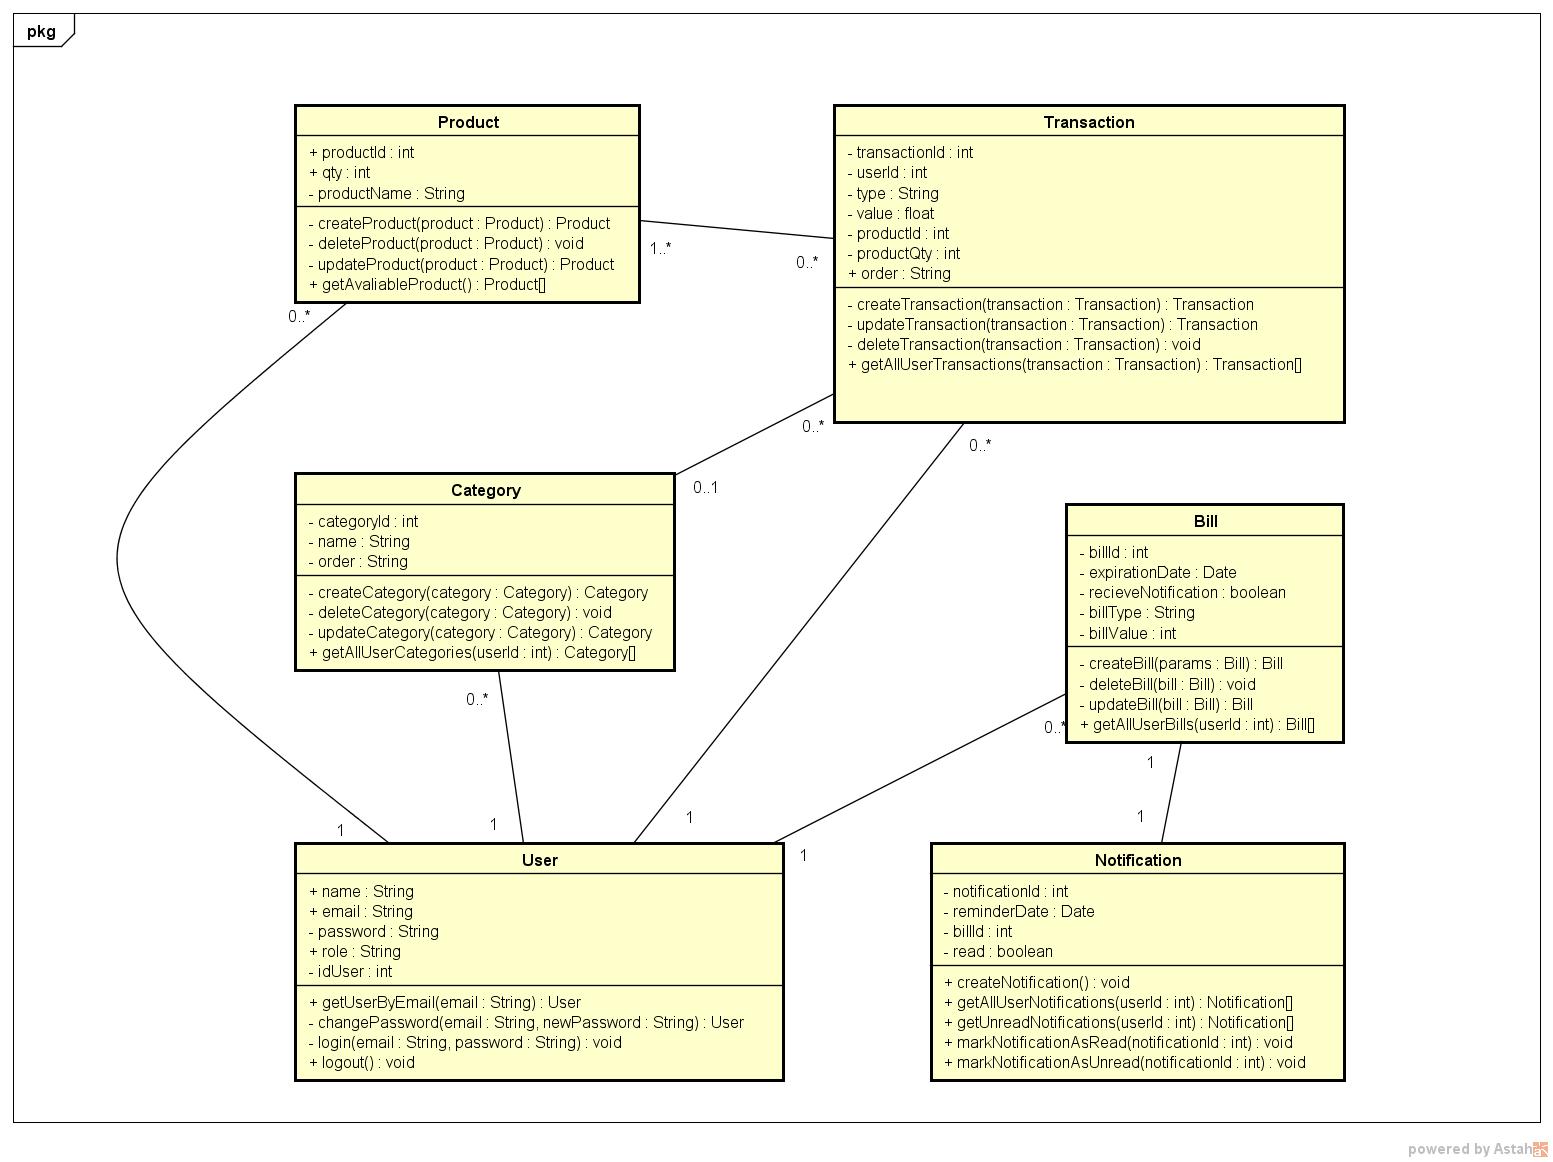 pkg
Product
+ productId : int
+ qty : int
- productName : String
- createProduct(product : Product) : Product
- deleteProduct(product : Product) : void
- updateProduct(product : Product) : Product
+ getAvaliableProduct() : Product[]
Transaction
- transactionId : int
- userId : int
- type : String
- value : float
- productId : int
- productQty : int
+ order : String
- createTransaction(transaction : Transaction) : Transaction
- updateTransaction(transaction : Transaction) : Transaction
- deleteTransaction(transaction : Transaction) : void
+ getAllUserTransactions(transaction : Transaction) : Transaction[]
1..*
0..*
0..*
0..*
0..1
0..*
Category
- categoryId : int
- name : String
- order : String
- createCategory(category : Category) : Category
- deleteCategory(category : Category) : void
- updateCategory(category : Category) : Category
+ getAllUserCategories(userId : int) : Category[]
Bill
- billId : int
- expirationDate : Date
- recieveNotification : boolean
- billType : String
- billValue : int
- createBill(params : Bill) : Bill
- deleteBill(bill : Bill) : void
- updateBill(bill : Bill) : Bill
+ getAllUserBills(userId : int) : Bill[]
0..*
0..*
1
1
1
1
1
1
User
+ name : String
+ email : String
- password : String
+ role : String
- idUser : int
+ getUserByEmail(email : String) : User
- changePassword(email : String, newPassword : String) : User
- login(email : String, password : String) : void
+ logout() : void
Notification
- notificationId : int
- reminderDate : Date
- billId : int
- read : boolean
+ createNotification() : void
+ getAllUserNotifications(userId : int) : Notification[]
+ getUnreadNotifications(userId : int) : Notification[]
+ markNotificationAsRead(notificationId : int) : void
+ markNotificationAsUnread(notificationId : int) : void
powered by Astah